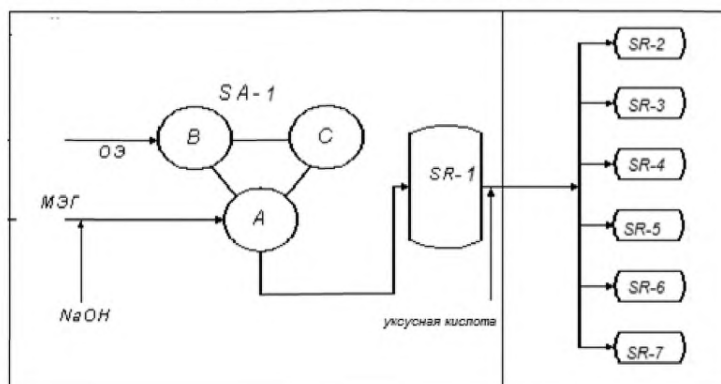 SA-1
B
C
ОЭ
МЭГ
A
NaOH
SR-1
уксусная кислота
SR-2
SR-3
SR-4
SR-5
SR-6
SR-7